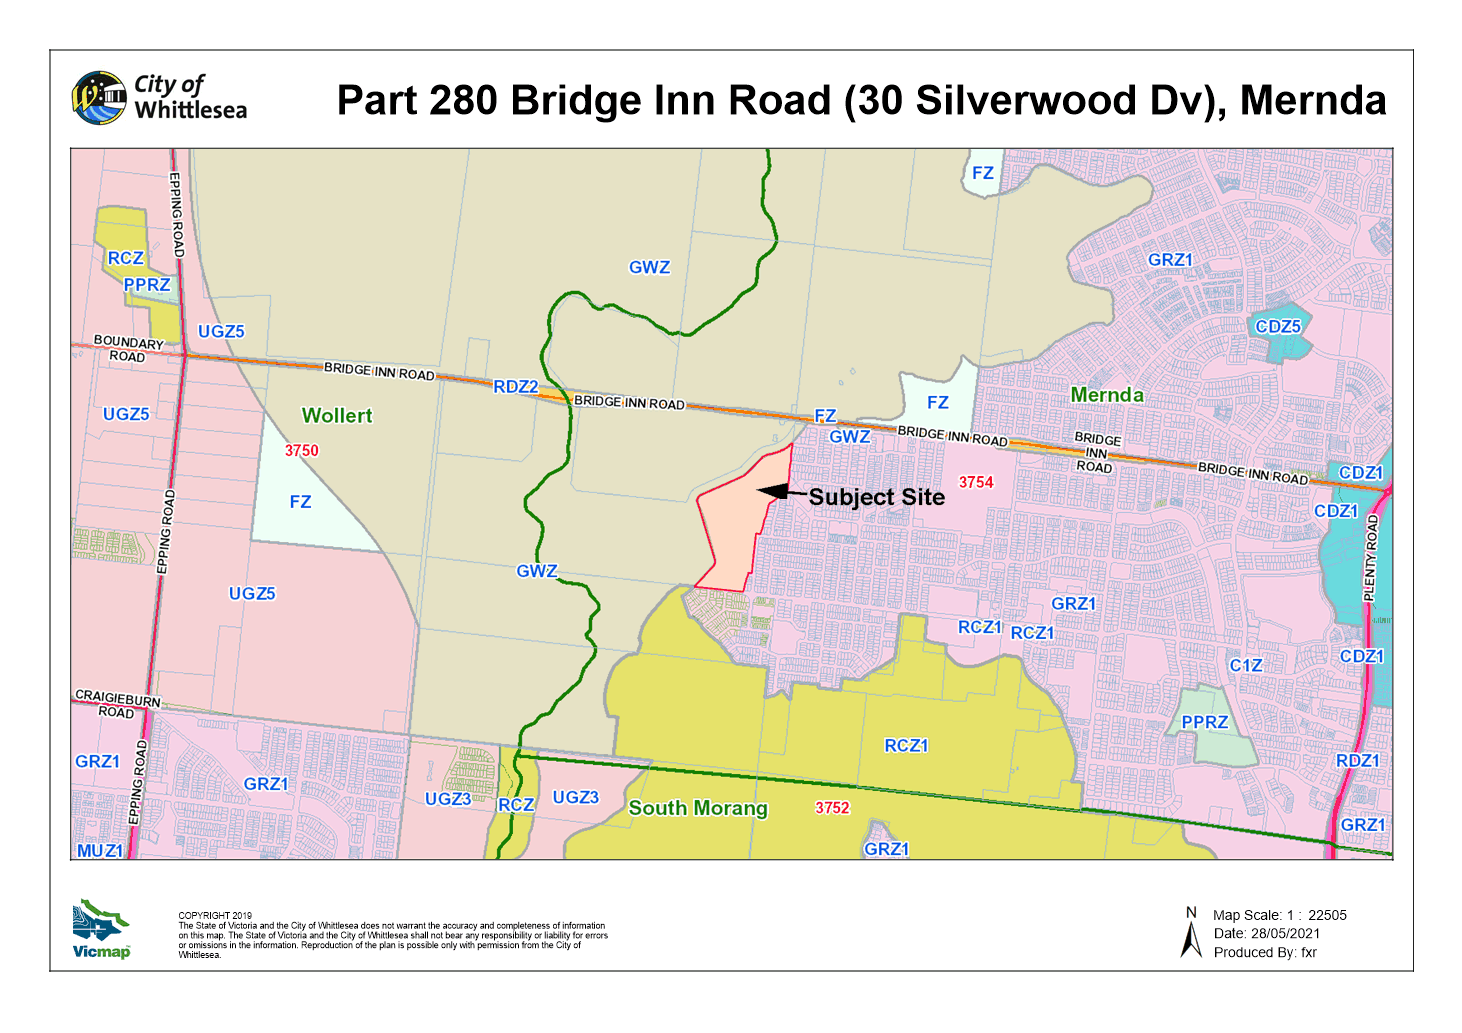 City of
Whittlesea
Part 280 Bridge Inn Road (30 Silverwood Dv), Mernda
EPPING ROAD
FZ
RCZ
PPRZ
GWZ
GRZ1
UGZ5
CDZ5
BOUNDARY
ROAD
BRIDGE INN ROAD
RDZ2
BRIDGE INN ROAD
UGZ5
Wollert
FZ
FZ
Mernda
GWZ
BRIDGE INN ROAD
BRIDGE
INN
ROAD
BRIDGE INN ROAD
CDZ1
3750
3754
FZ
Subject Site
CDZ1
EPPING ROAD
PLENTY ROAD
GWZ
UGZ5
GRZ1
RCZ1
RCZ1
CDZ1
C1Z
CRAIGIEBURN
ROAD
PPRZ
RCZ1
GRZ1
EPPING ROAD
GRZ1
RDZ1
UGZ3
RCZ
UGZ3
South Morang
3752
GRZ1
MUZ1
GRZ1
Vicmap
COPYRIGHT 2019
The State of Victoria and the City of Whittlesea does not warrant the accuracy and completeness of information
on this map. The State of Victoria and the City of Whittlesea shall not bear any responsibility or liability for errors
or omissions in the information. Reproduction of the plan is possible only with permission from the City of
Whittlesea.
N
Map Scale: 1 : 22505
Date: 28/05/2021
Produced By: fxr